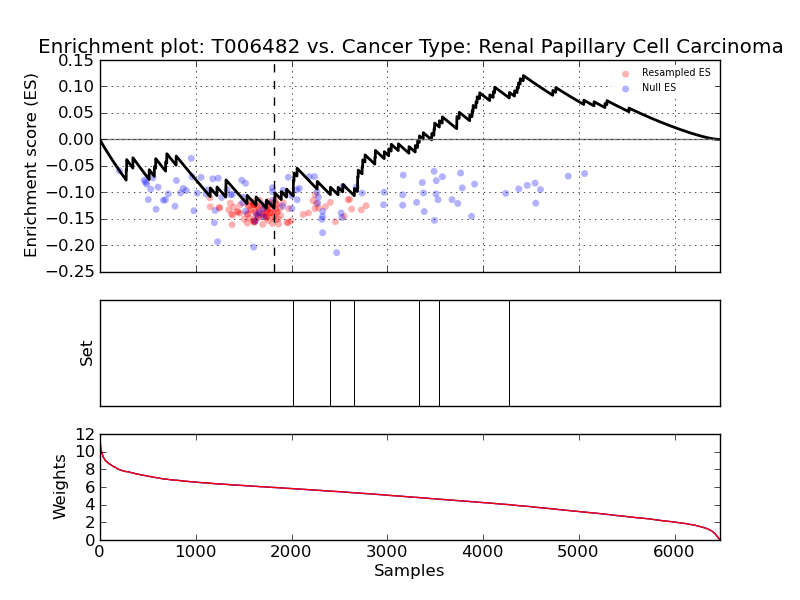 Enrichment plot: T006482 vs. Cancer Type: Renal Papillary Cell Carcinoma
Enrichment score (ES)
0.15
0.10
0.05
0.00
−0.05
−0.10
−0.15
−0.20
−0.25
Resampled ES
Null ES
Set
Weights
12
10
8
6
4
2
0
0 1000 2000 3000 4000 5000 6000
Samples